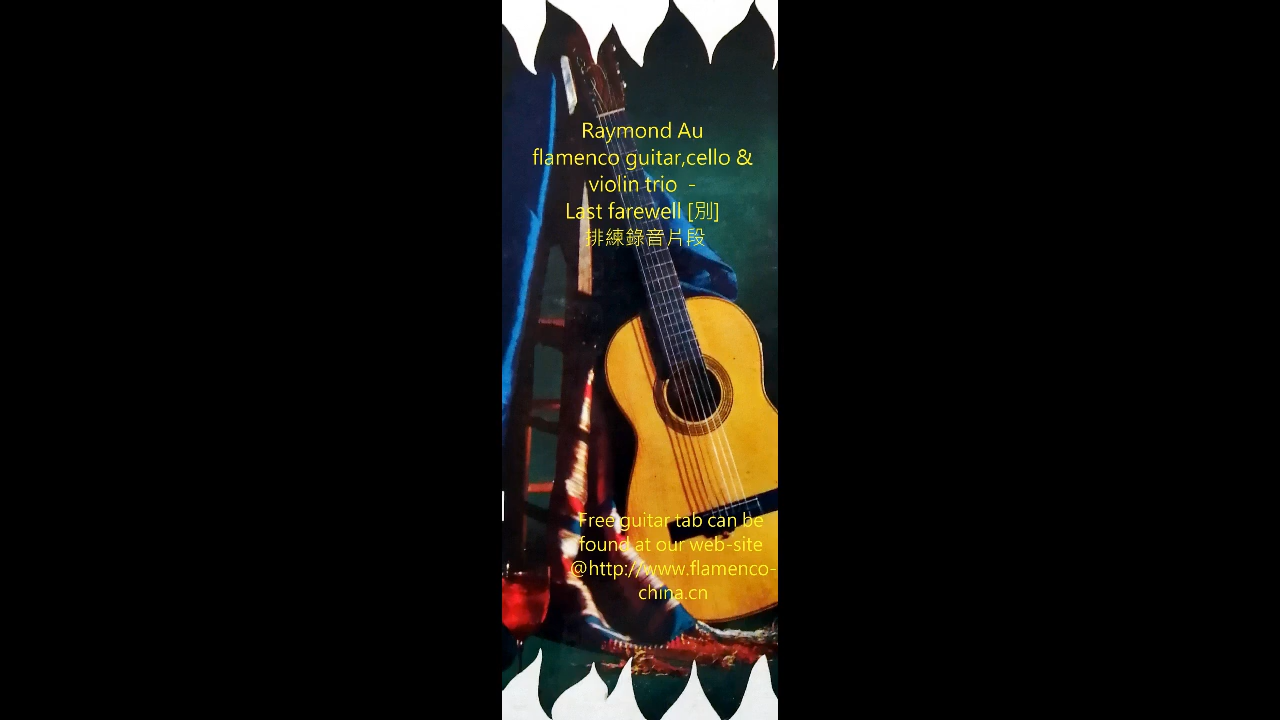 Raymond Au
flamenco guitar,cello &
violin trio -
Last farewell [別]
排練錄音片段
Free guitar tab can be
found at our web-site
@http://www.flamenco-
china.cn